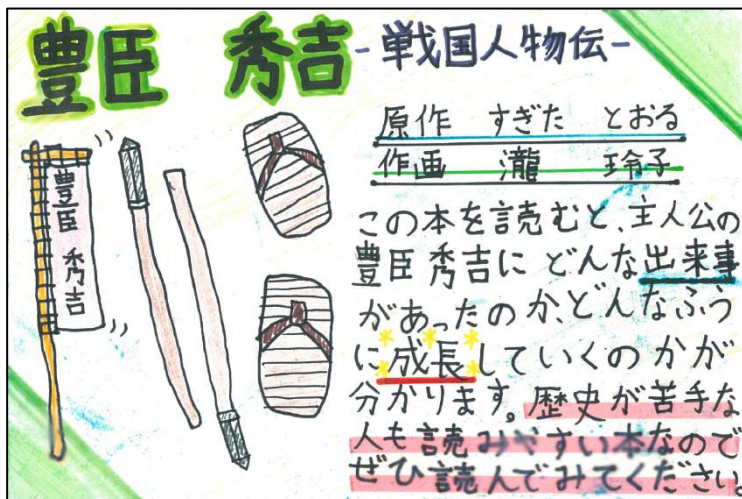 豊臣 秀吉 -戦国人物伝-
原作 すぎた とおる
作画 瀧 玲子
豊臣 秀吉
この本を読むと、主人公の
豊臣秀吉にどんな出来事
があったのか、どんなふう
に成長していくのかが
分かります。歴史が苦手な
人も読みやすい本なので
ぜひ読んでみてください。